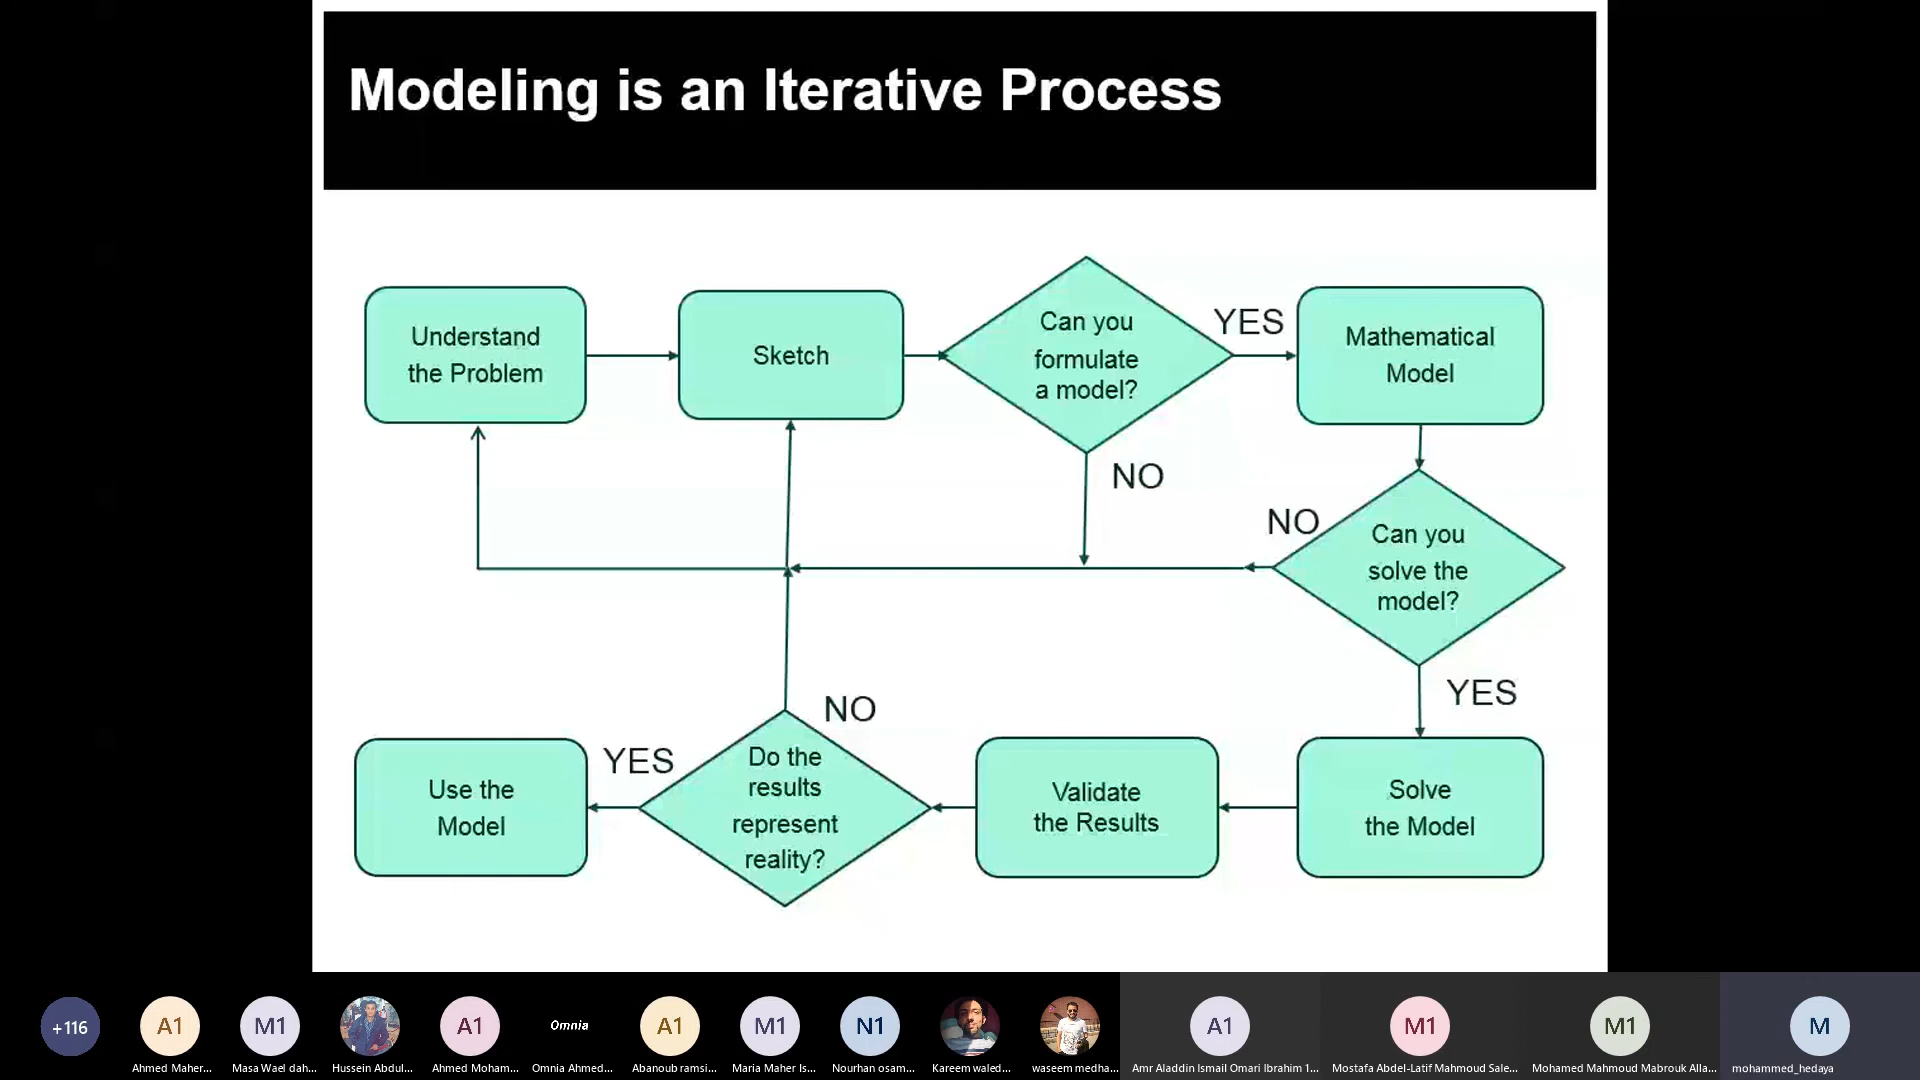 Modeling is an Iterative Process
Understand
the Problem
Sketch
Can you
formulate
a model?
YES
Mathematical
Model
NO
NO
Can you
solve the
model?
YES
NO
YES
Use the
Model
Do the
results
represent
reality?
Validate
the Results
Solve
the Model
+116
A1
M1
A1
Omnia
A1
M1
N1
A1
M1
M1
M
Ahmed Maher...
Masa Wael dah...
Hussein Abdul...
Ahmed Moham...
Omnia Ahmed...
Abanoub ramsi...
Maria Maher Is...
Nourhan osam...
Kareem waled...
waseem medha...
Amr Aladdin Ismail Omari Ibrahim 1...
Mostafa Abdel-Latif Mahmoud Sale...
Mohamed Mahmoud Mabrouk Alla...
mohammed_hedaya